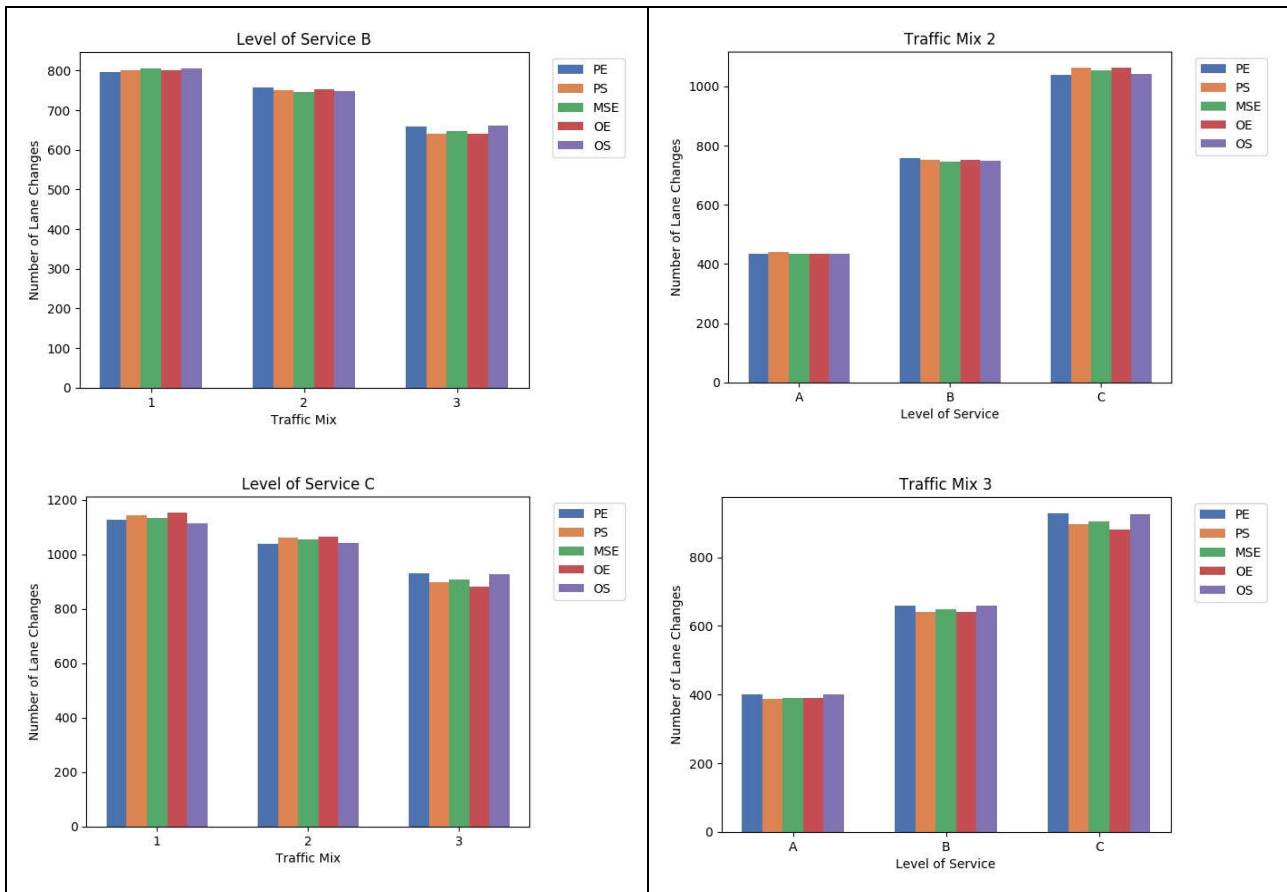 Level of Service B
Number of Lane Changes
800
700
600
500
400
300
200
100
0
1 2 3
Traffic Mix
PE
PS
MSE
OE
OS
Traffic Mix 2
Number of Lane Changes
1000
800
600
400
200
0
A B C
Level of Service
PE
PS
MSE
OE
OS
Level of Service C
Number of Lane Changes
1200
1000
800
600
400
200
0
1 2 3
Traffic Mix
PE
PS
MSE
OE
OS
Traffic Mix 3
Number of Lane Changes
800
600
400
200
0
A B C
Level of Service
PE
PS
MSE
OE
OS